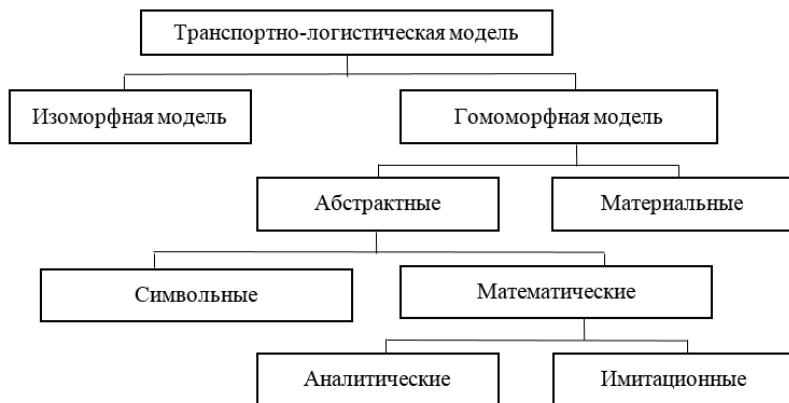 Транспортно-логистическая модель
Изоморфная модель
Гомоморфная модель
Абстрактные
Материальные
Символьные
Математические
Аналитические
Имитационные